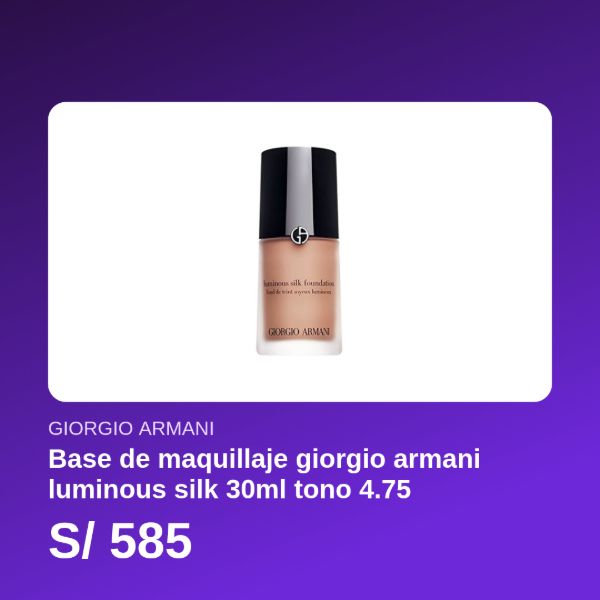 luminous silk foundation
fond de teint soyeux lumineux
GIORGIO ARMANI
GIORGIO ARMANI
Base de maquillaje giorgio armani
luminous silk 30ml tono 4.75
S/ 585